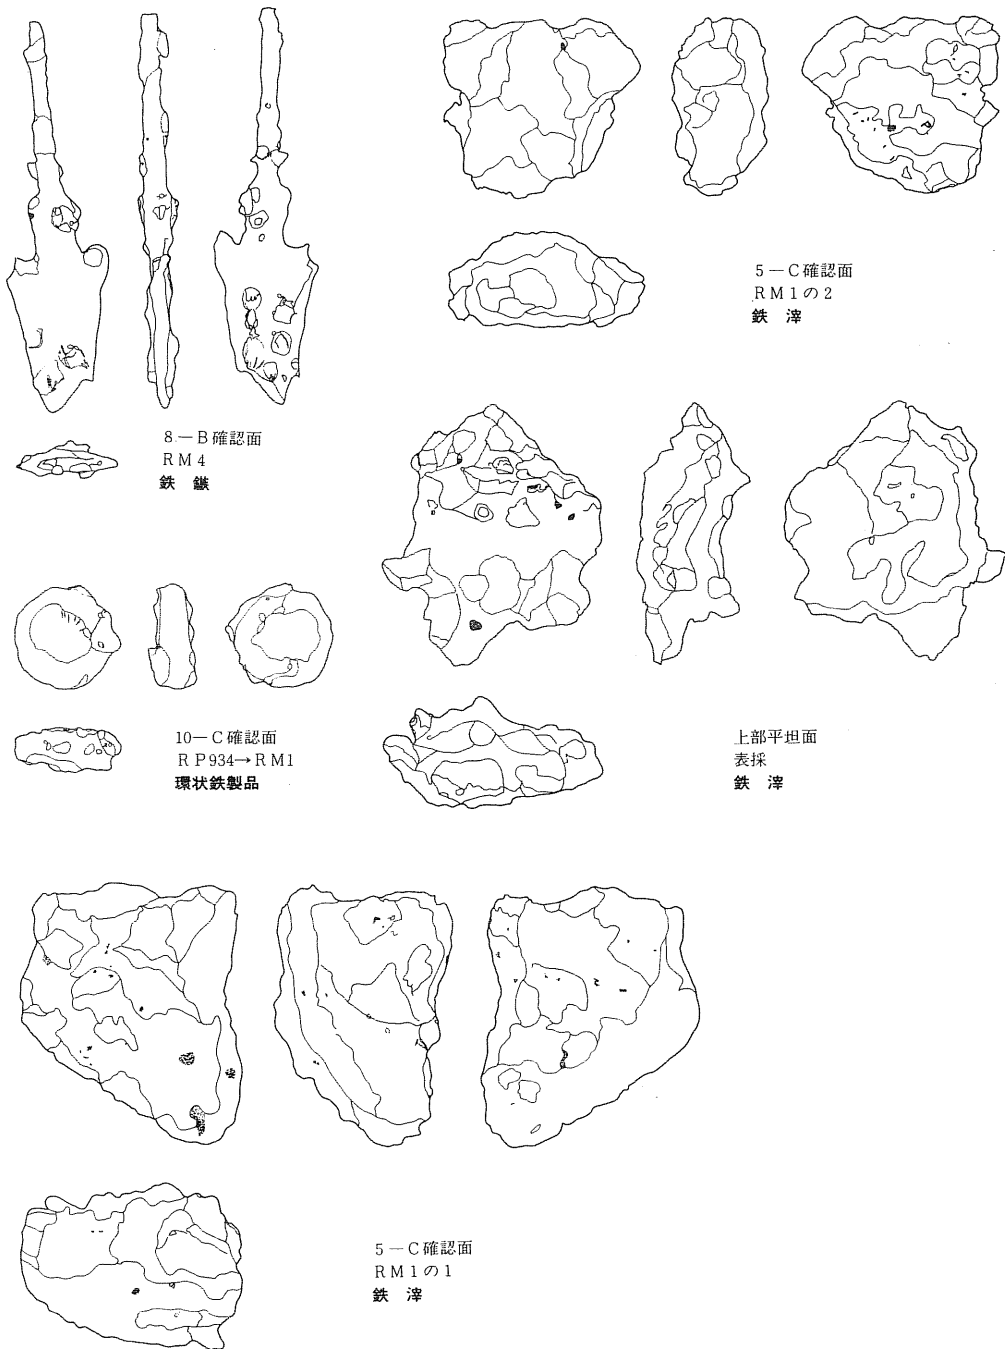 5－C確認面
RM1の2
鉄　滓
8－B確認面
RM4
鉄　鏃
10－C確認面
RP934→RM1
環状鉄製品
上部平坦面
表採
鉄　滓
5－C確認面
RM1の1
鉄　滓